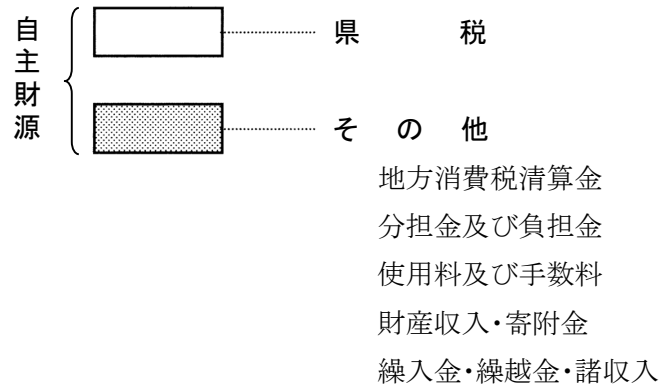 自主財源
県税
その他
地方消費税清算金
分担金及び負担金
使用料及び手数料
財産収入・寄附金
繰入金・繰越金・諸収入